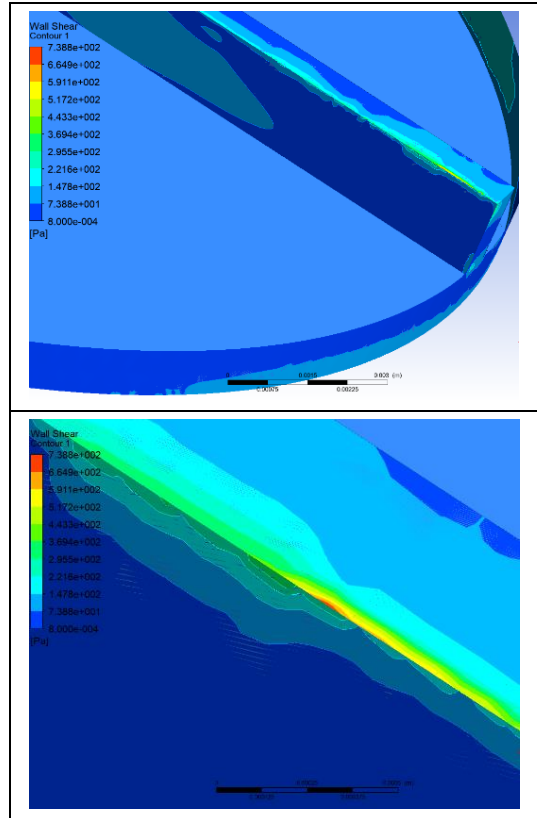 Wall Shear
Contour 1
7.388e+002
6.649e+002
5.911e+002
5.172e+002
4.433e+002
3.694e+002
2.955e+002
2.216e+002
1.478e+002
7.388e+001
8.000e-004
[Pa]
0 0.0015 0.003 (m)
0.00075 0.00225
Wall Shear
Contour 1
7.388e+002
6.649e+002
5.911e+002
5.172e+002
4.433e+002
3.694e+002
2.955e+002
2.216e+002
1.478e+002
7.388e+001
8.000e-004
[Pa]
0 (m)